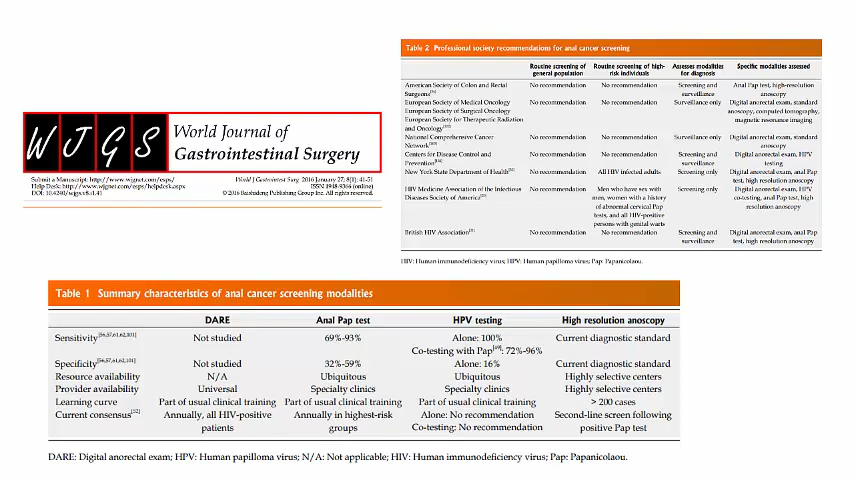 W J G S
World Journal of
Gastrointestinal Surgery
Submit a Manuscript: http://www.wjgnet.com/esps/
Help Desk: http://www.wjgnet.com/esps/helpdesk.aspx
DOI: 10.4240/wjgs.v8.i1.41
World J Gastrointest Surg 2016 January 27; 8(1): 41-51
ISSN 1948-9366 (online)
© 2016 Baishideng Publishing Group Inc. All rights reserved.
Table 2 Professional society recommendations for anal cancer screening
Routine screening of general population Routine screening of high-risk individuals Assesses modalities for diagnosis Specific modalities assessed
American Society of Colon and Rectal Surgeons No recommendation No recommendation Screening and surveillance Anal Pap test, high-resolution anoscopy
European Society of Medical Oncology European Society of Surgical Oncology European Society for Therapeutic Radiation and Oncology No recommendation No recommendation Surveillance only Digital anorectal exam, standard anoscopy, computed tomography, magnetic resonance imaging
National Comprehensive Cancer Network No recommendation No recommendation Surveillance only Digital anorectal exam, standard anoscopy
Centers for Disease Control and Prevention No recommendation No recommendation Screening and surveillance Digital anorectal exam, HPV testing
New York State Department of Health No recommendation All HIV infected adults Screening only Digital anorectal exam, anal Pap test, high resolution anoscopy
HIV Medicine Association of the Infectious Diseases Society of America No recommendation Men who have sex with men, women with a history of abnormal cervical Pap tests, and all HIV-positive persons with genital warts Screening only Digital anorectal exam, HPV co-testing, anal Pap test, high resolution anoscopy
British HIV Association No recommendation No recommendation Screening and surveillance Digital anorectal exam, anal Pap test, high resolution anoscopy
HIV: Human immunodeficiency virus; HPV: Human papilloma virus; Pap: Papanicolaou.
Table 1 Summary characteristics of anal cancer screening modalities
DARE Anal Pap test HPV testing High resolution anoscopy
Sensitivity[56,57,61,62,101] Not studied 69%-93% Alone: 100% Current diagnostic standard
Co-testing with Pap[69]: 72%-96%
Specificity[56,57,61,62,101] Not studied 32%-59% Alone: 16% Current diagnostic standard
Resource availability N/A Ubiquitous Ubiquitous Highly selective centers
Provider availability Universal Specialty clinics Specialty clinics Highly selective centers
Learning curve Part of usual clinical training Part of usual clinical training Part of usual clinical training > 200 cases
Current consensus[52] Annually, all HIV-positive Annually in highest-risk Alone: No recommendation Second-line screen following
patients groups Co-testing: No recommendation positive Pap test
DARE: Digital anorectal exam; HPV: Human papilloma virus; N/A: Not applicable; HIV: Human immunodeficiency virus; Pap: Papanicolaou.